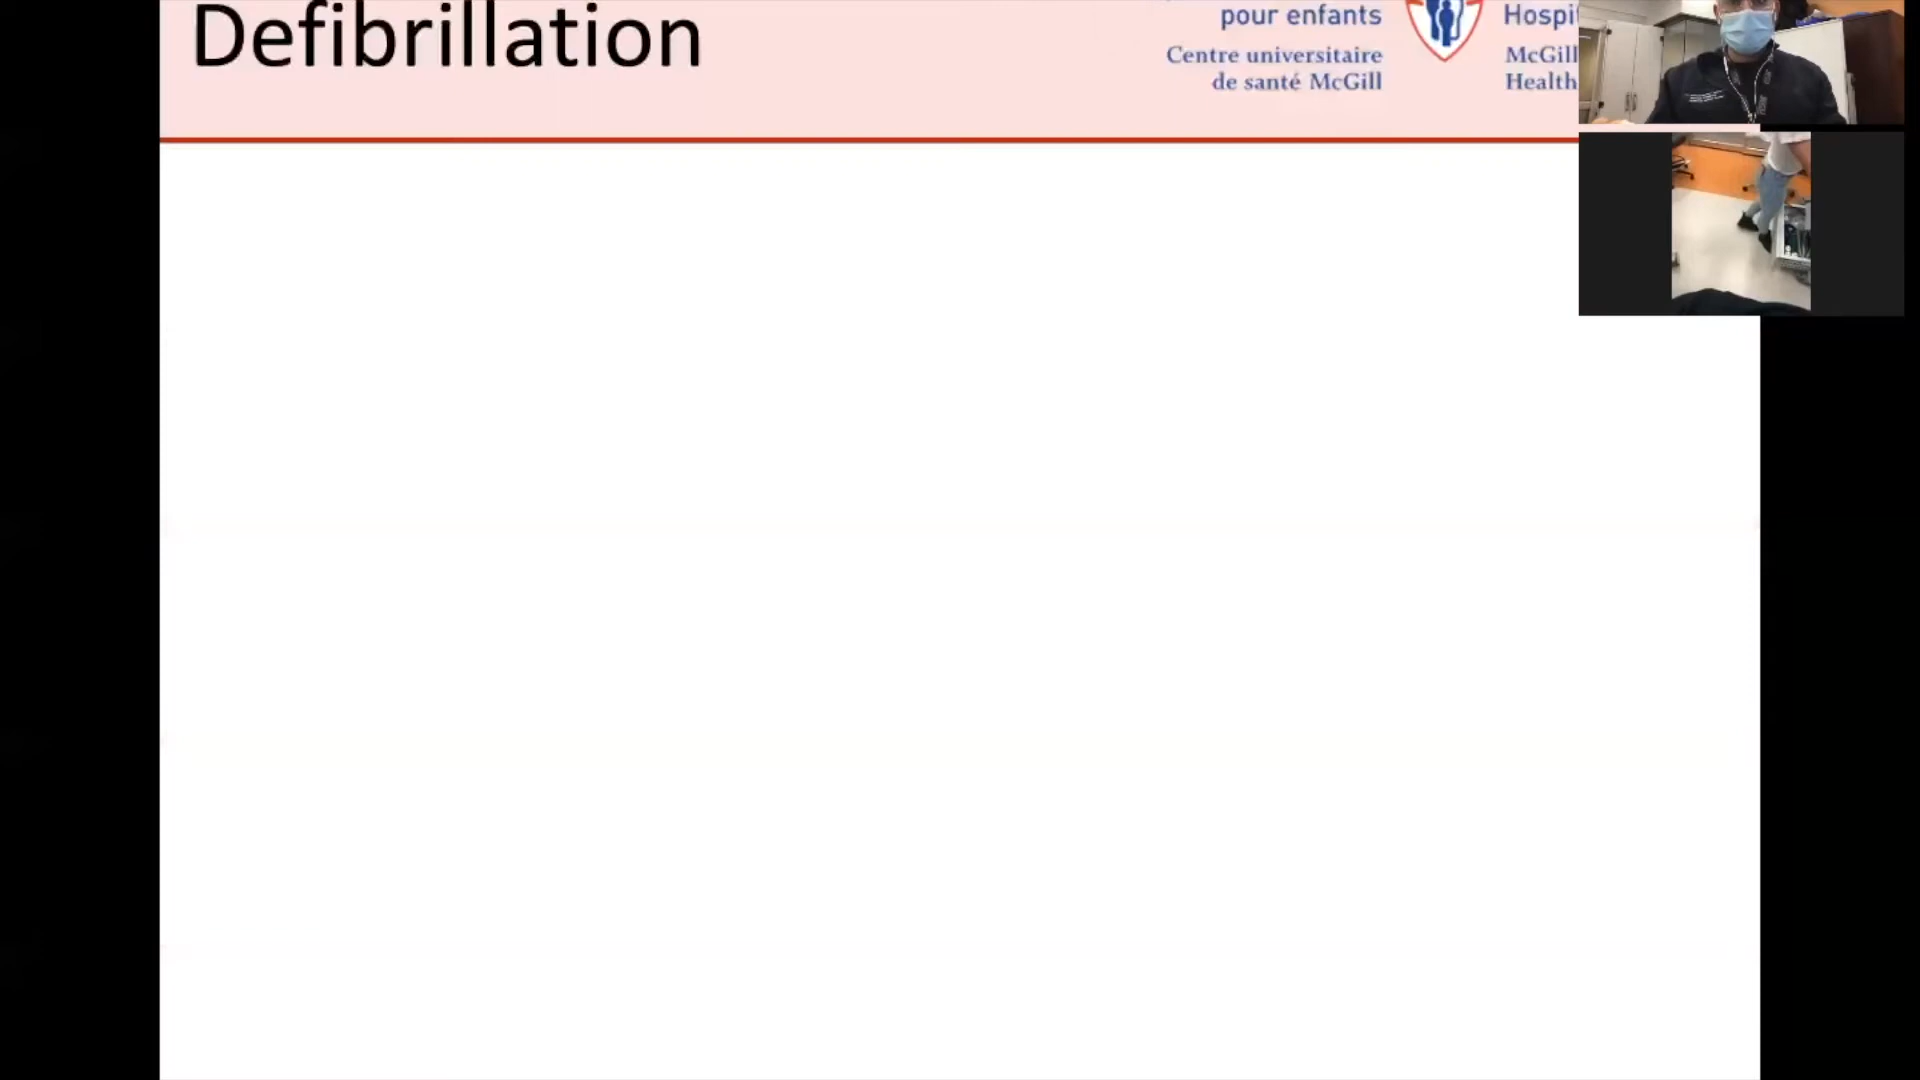 Defibrillation
pour enfants
Centre universitaire
de santé McGill
Hospi
McGill
Health